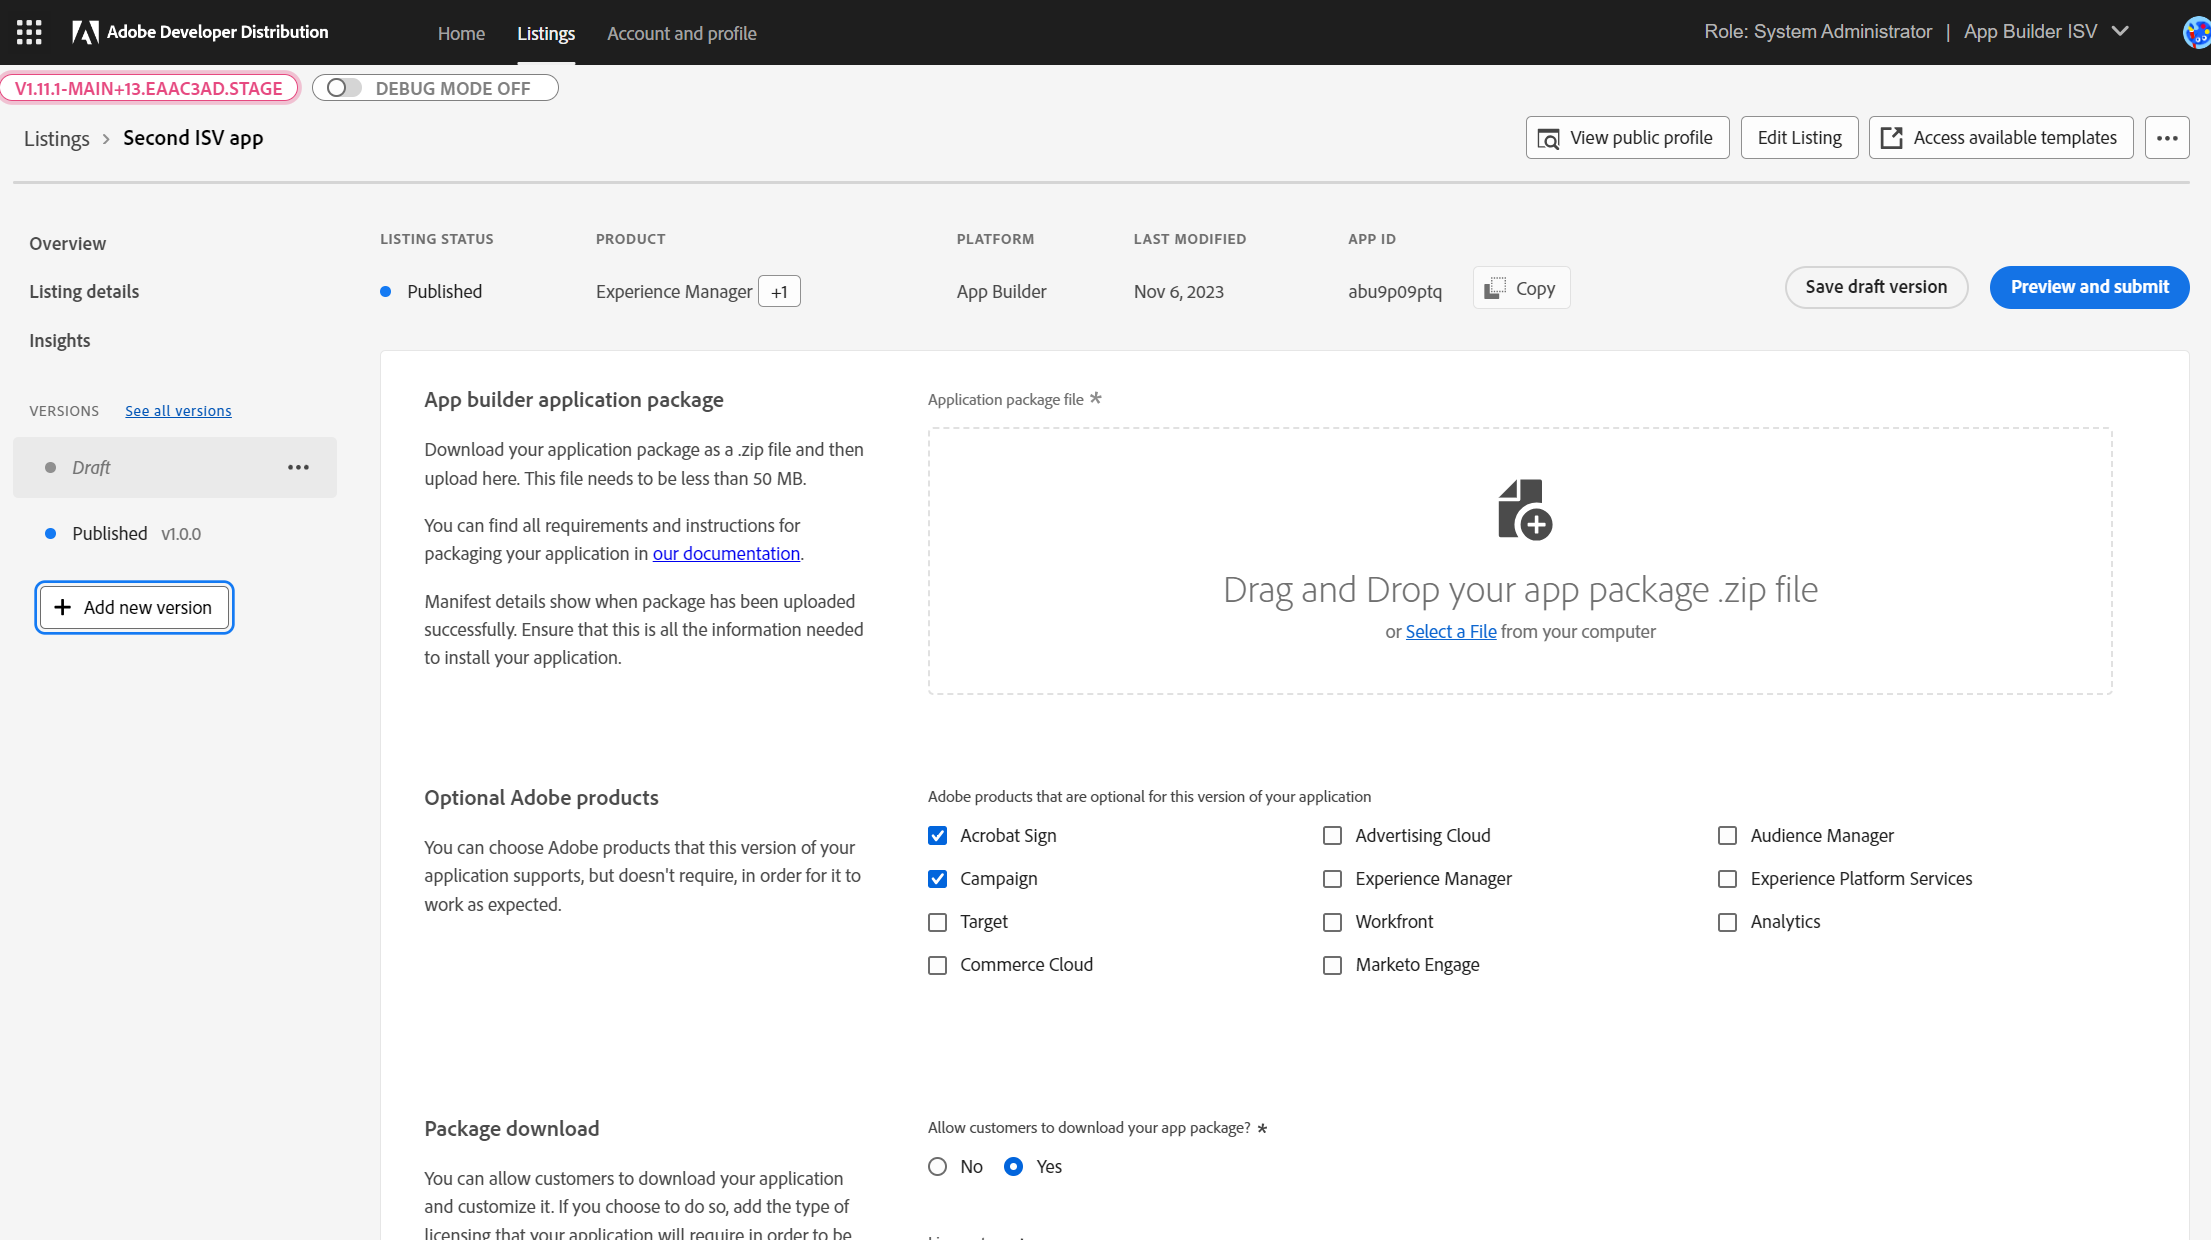 Adobe Developer Distribution
Home
Listings
Account and profile
Role: System Administrator | App Builder ISV
V1.11.1-MAIN+13.EAAC3AD.STAGE
DEBUG MODE OFF
Listings > Second ISV app
View public profile
Edit Listing
Access available templates
Overview
Listing details
Insights
VERSIONS
See all versions
Draft
Published v1.0.0
Add new version
LISTING STATUS
Published
PRODUCT
Experience Manager +1
PLATFORM
App Builder
LAST MODIFIED
Nov 6, 2023
APP ID
abu9p09ptq
Copy
Save draft version
Preview and submit
App builder application package
Download your application package as a .zip file and then
upload here. This file needs to be less than 50 MB.
You can find all requirements and instructions for
packaging your application in our documentation.
Manifest details show when package has been uploaded
successfully. Ensure that this is all the information needed
to install your application.
Application package file *
Drag and Drop your app package .zip file
or Select a File from your computer
Optional Adobe products
You can choose Adobe products that this version of your
application supports, but doesn't require, in order for it to
work as expected.
Adobe products that are optional for this version of your application
Acrobat Sign
Advertising Cloud
Audience Manager
Campaign
Experience Manager
Experience Platform Services
Target
Workfront
Analytics
Commerce Cloud
Marketo Engage
Package download
You can allow customers to download your application
and customize it. If you choose to do so, add the type of
licensing that your application will require in order to be
Allow customers to download your app package? *
No
Yes